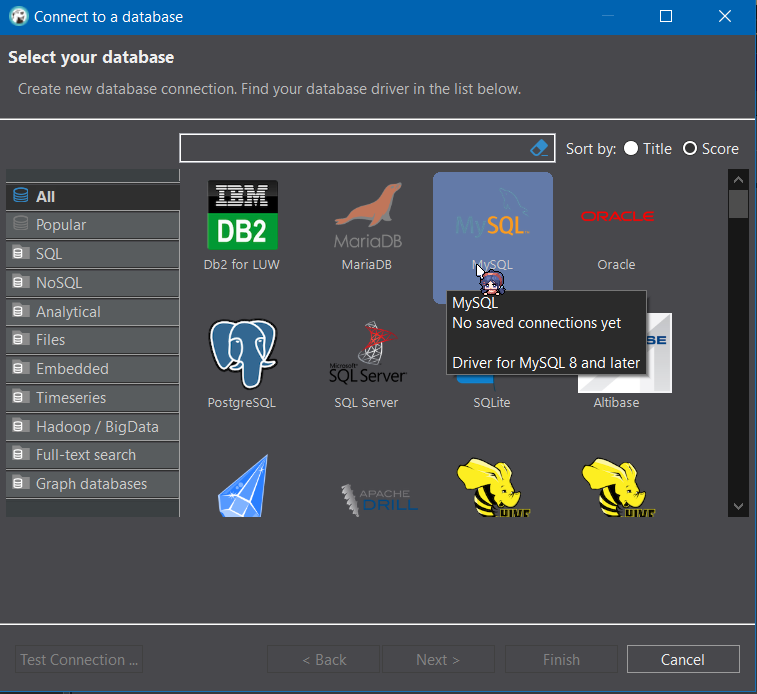 Connect to a database
Select your database
Create new database connection. Find your database driver in the list below.
Sort by: Title Score
All
Popular
SQL
NoSQL
Analytical
Files
Embedded
Timeseries
Hadoop / BigData
Full-text search
Graph databases
IBM
DB2
Db2 for LUW
MariaDB
MariaDB
MySQL
MySQL
ORACLE
Oracle
PostgreSQL
Microsoft
SQL Server
SQL Server
SQLite
Altibase
MySQL
No saved connections yet
Driver for MySQL 8 and later
APACHE
DRILL
HIVE
HIVE
Test Connection ...
< Back
Next >
Finish
Cancel